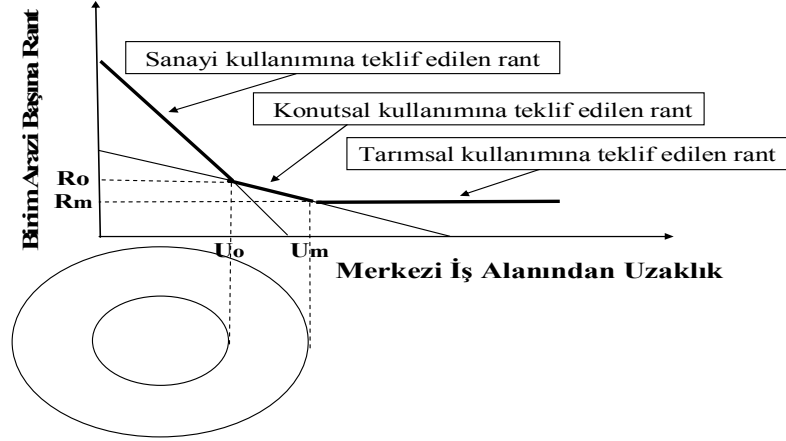 Birim Arazi Başına Rant
Sanayi kullanımına teklif edilen rant
Konutsal kullanımına teklif edilen rant
Tarımsal kullanımına teklif edilen rant
Ro
Rm
Uo
Um
Merkezi İş Alanından Uzaklık